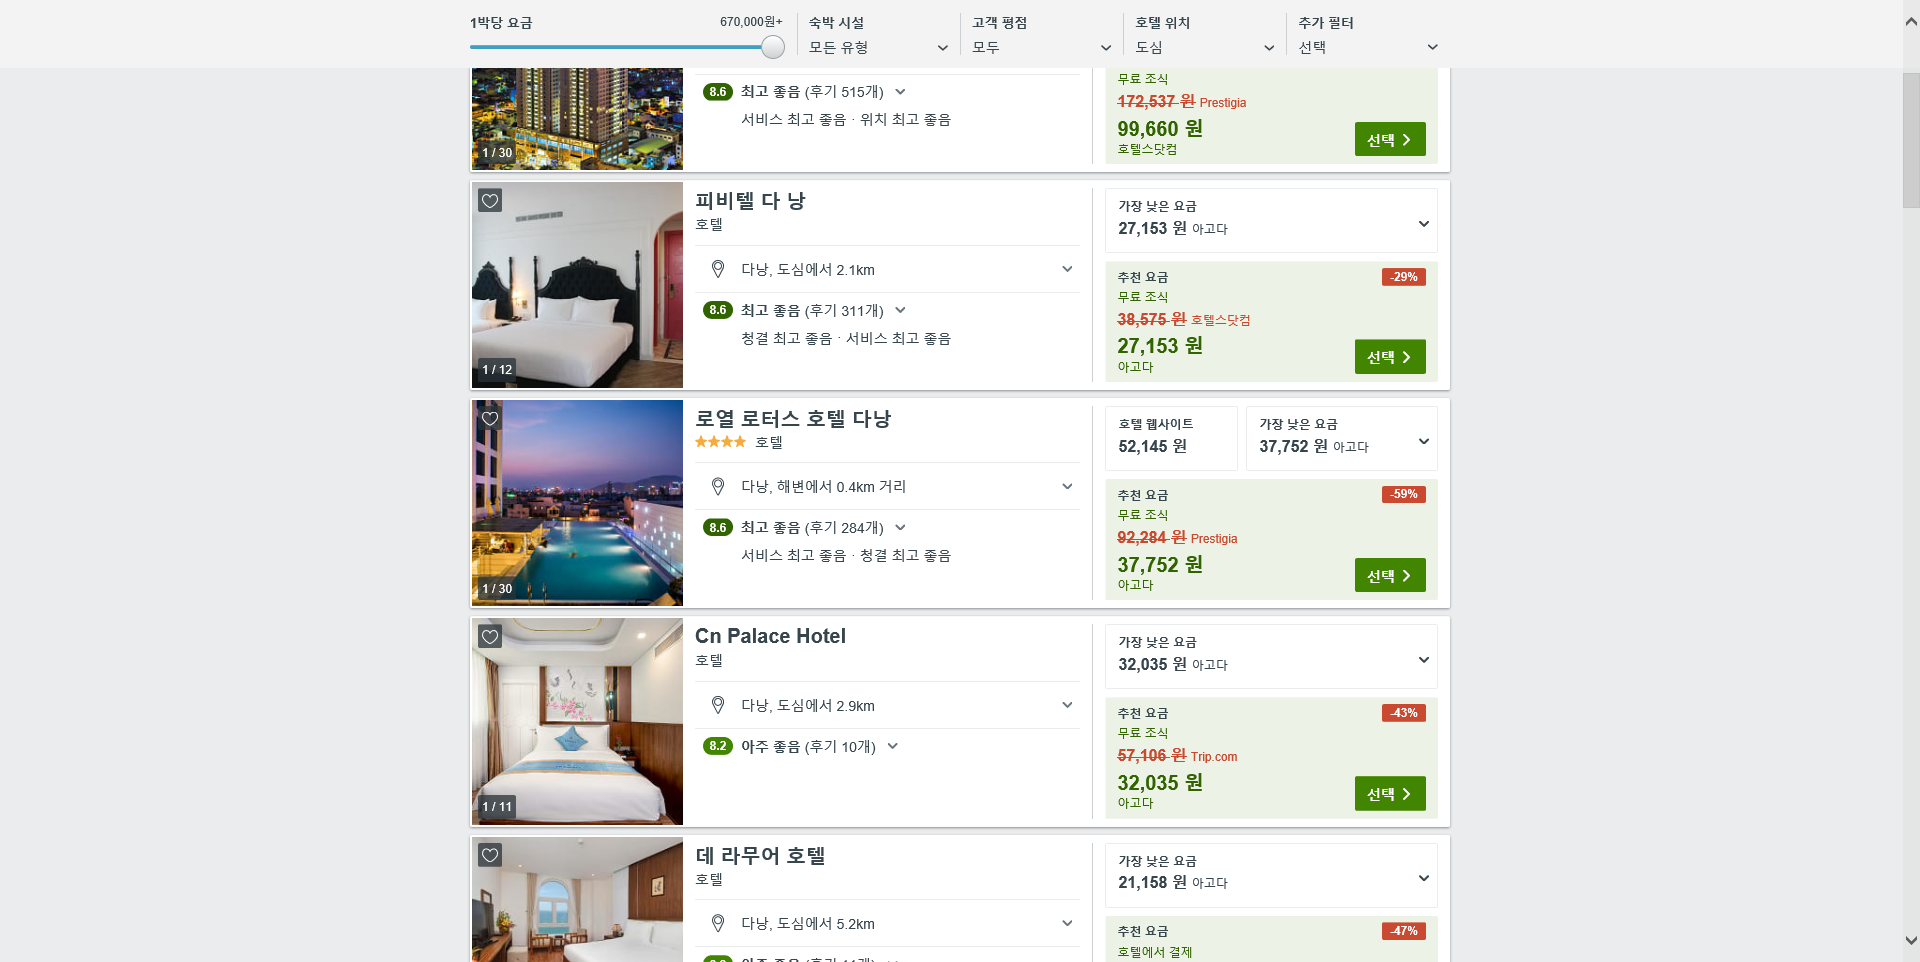 1박당 요금
670,000원+
숙박 시설
모든 유형
고객 평점
모두
호텔 위치
도심
추가 필터
선택
1 / 30
8.6 최고 좋음 (후기 515개)
서비스 최고 좋음 · 위치 최고 좋음
무료 조식
172,537 원 Prestigia
99,660 원
호텔스닷컴
선택
1 / 12
피비텔 다 낭
호텔
다낭, 도심에서 2.1km
8.6 최고 좋음 (후기 311개)
청결 최고 좋음 · 서비스 최고 좋음
가장 낮은 요금
27,153 원 아고다
추천 요금
-29%
무료 조식
38,575 원 호텔스닷컴
27,153 원
아고다
선택
1 / 30
로열 로터스 호텔 다낭
호텔
다낭, 해변에서 0.4km 거리
8.6 최고 좋음 (후기 284개)
서비스 최고 좋음 · 청결 최고 좋음
호텔 웹사이트
52,145 원
가장 낮은 요금
37,752 원 아고다
추천 요금
-59%
무료 조식
92,284 원 Prestigia
37,752 원
아고다
선택
1 / 11
Cn Palace Hotel
호텔
다낭, 도심에서 2.9km
8.2 아주 좋음 (후기 10개)
가장 낮은 요금
32,035 원 아고다
추천 요금
-43%
무료 조식
57,106 원 Trip.com
32,035 원
아고다
선택
데 라무어 호텔
호텔
다낭, 도심에서 5.2km
가장 낮은 요금
21,158 원 아고다
추천 요금
-47%
호텔에서 결제